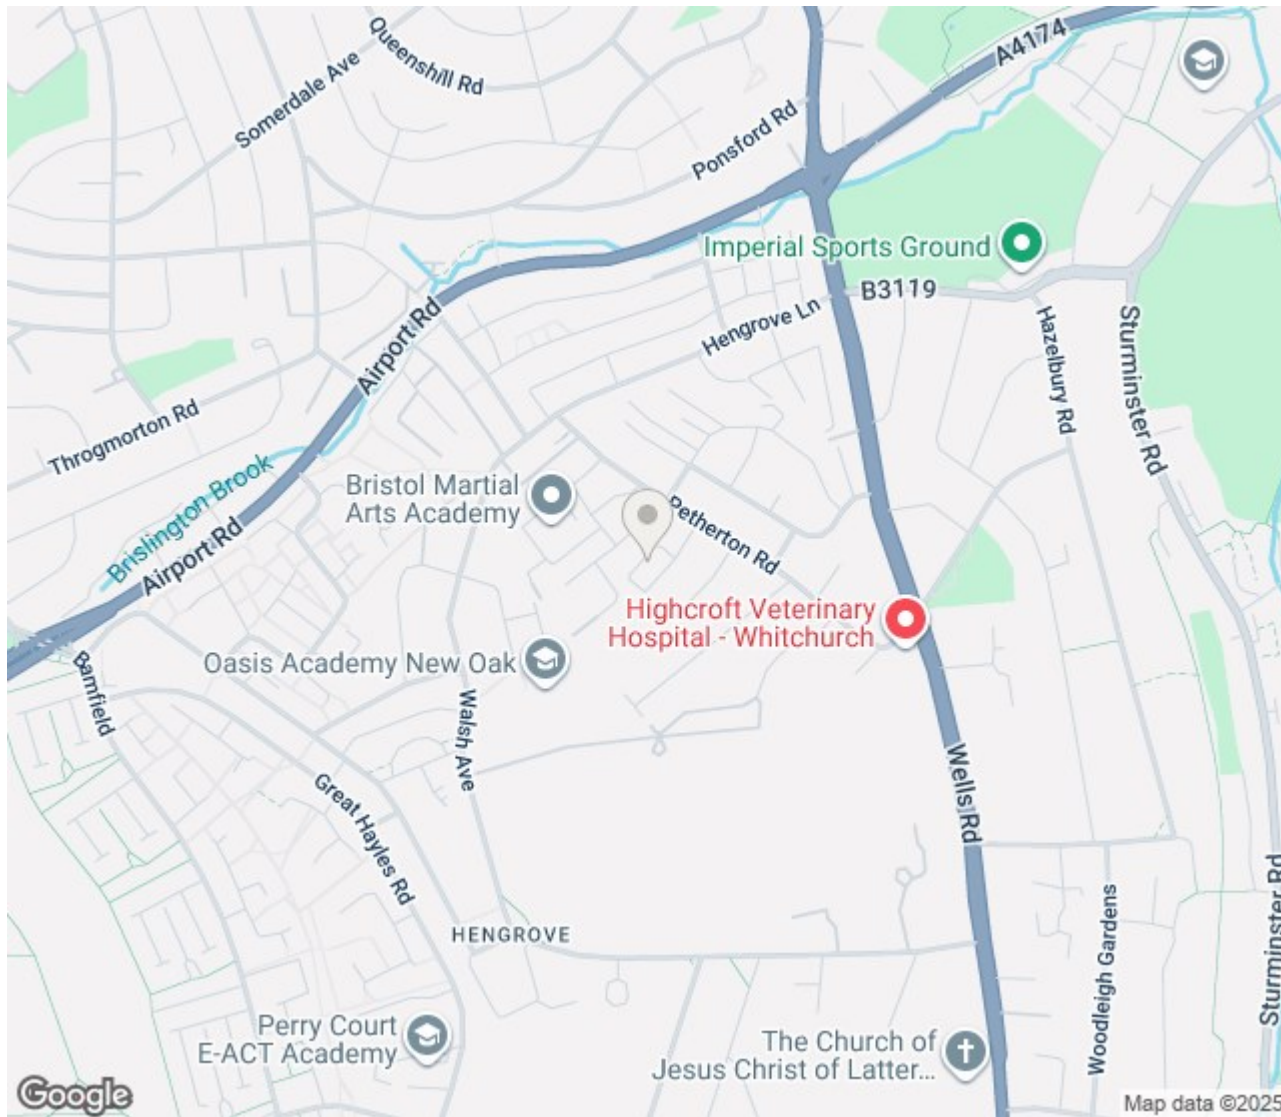 Queenshill Rd
Somerdale Ave
A4174
Ponsford Rd
Imperial Sports Ground
B3119
Airport Rd
Hengrove Ln
Hazelbury Rd
Sturminster Rd
Throgmorton Rd
Brislington Brook
Bristol Martial
Arts Academy
Petherton Rd
Airport Rd
Highcroft Veterinary
Hospital - Whitchurch
Oasis Academy New Oak
Bamfield
Walsh Ave
Great Hayles Rd
Wells Rd
HENGROVE
Woodleigh Gardens
Sturminster Rd
Perry Court
E-ACT Academy
The Church of
Jesus Christ of Latter...
Google
Map data ©2025